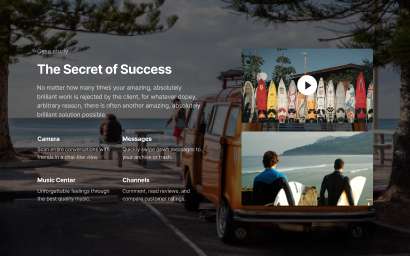 Case study
The Secret of Success
No matter how many times your amazing, absolutely
brilliant work is rejected by the client, for whatever dopey,
arbitrary reason, there is often another amazing, absolutely
brilliant solution possible.
Camera
Messages
Scan entire conversations with
friends in a chat-like view.
Quickly swipe down messages to
your archive or trash.
Music Center
Channels
Unforgettable feelings through
the best quality music.
Comment, read reviews, and
compare customer ratings.